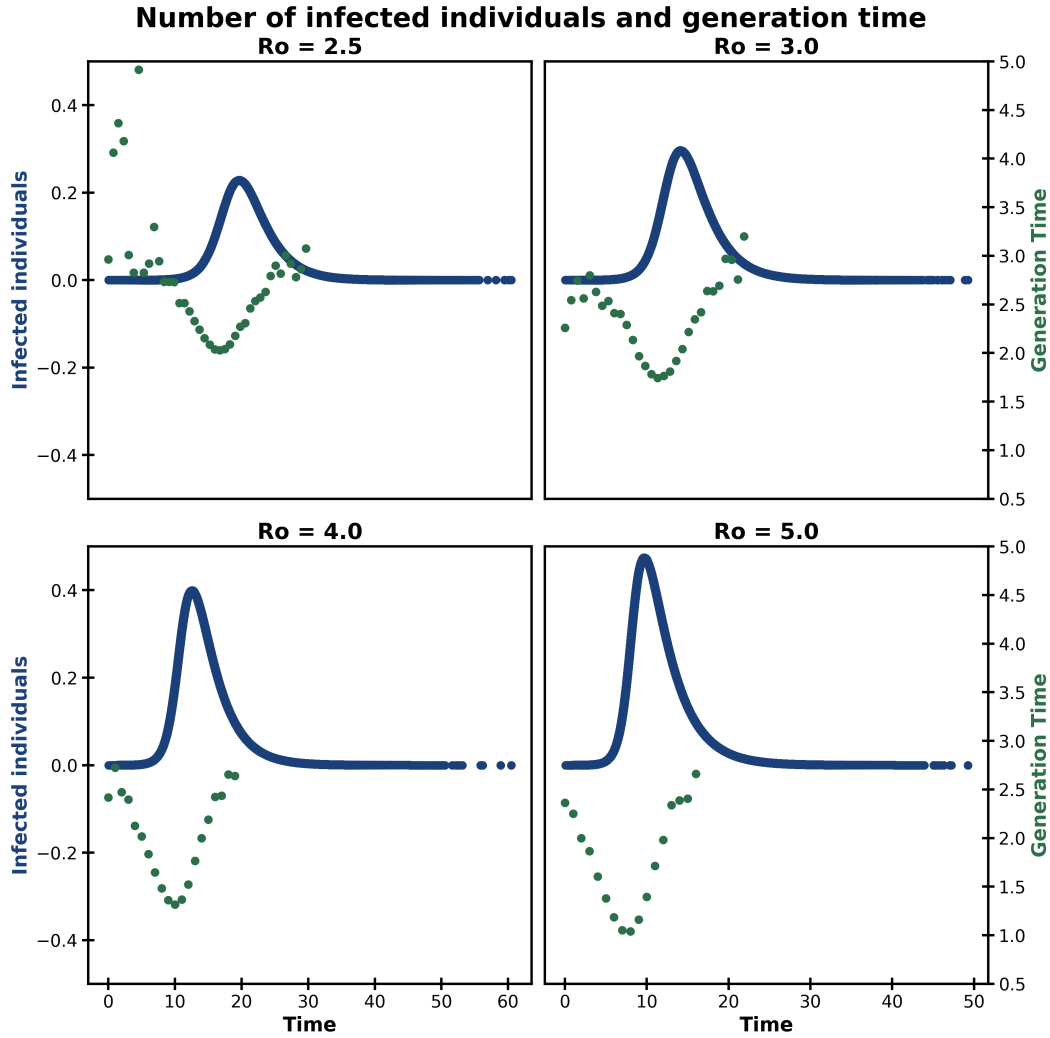 Number of infected individuals and generation time
Ro = 2.5
Ro = 3.0
0.4
0.2
0.0
−0.2
−0.4
Infected individuals
5.0
4.5
4.0
3.5
3.0
2.5
2.0
1.5
1.0
0.5
Generation Time
Ro = 4.0
Ro = 5.0
0.4
0.2
0.0
−0.2
−0.4
Infected individuals
5.0
4.5
4.0
3.5
3.0
2.5
2.0
1.5
1.0
0.5
Generation Time
0 10 20 30 40 50 60
0 10 20 30 40 50
Time
Time